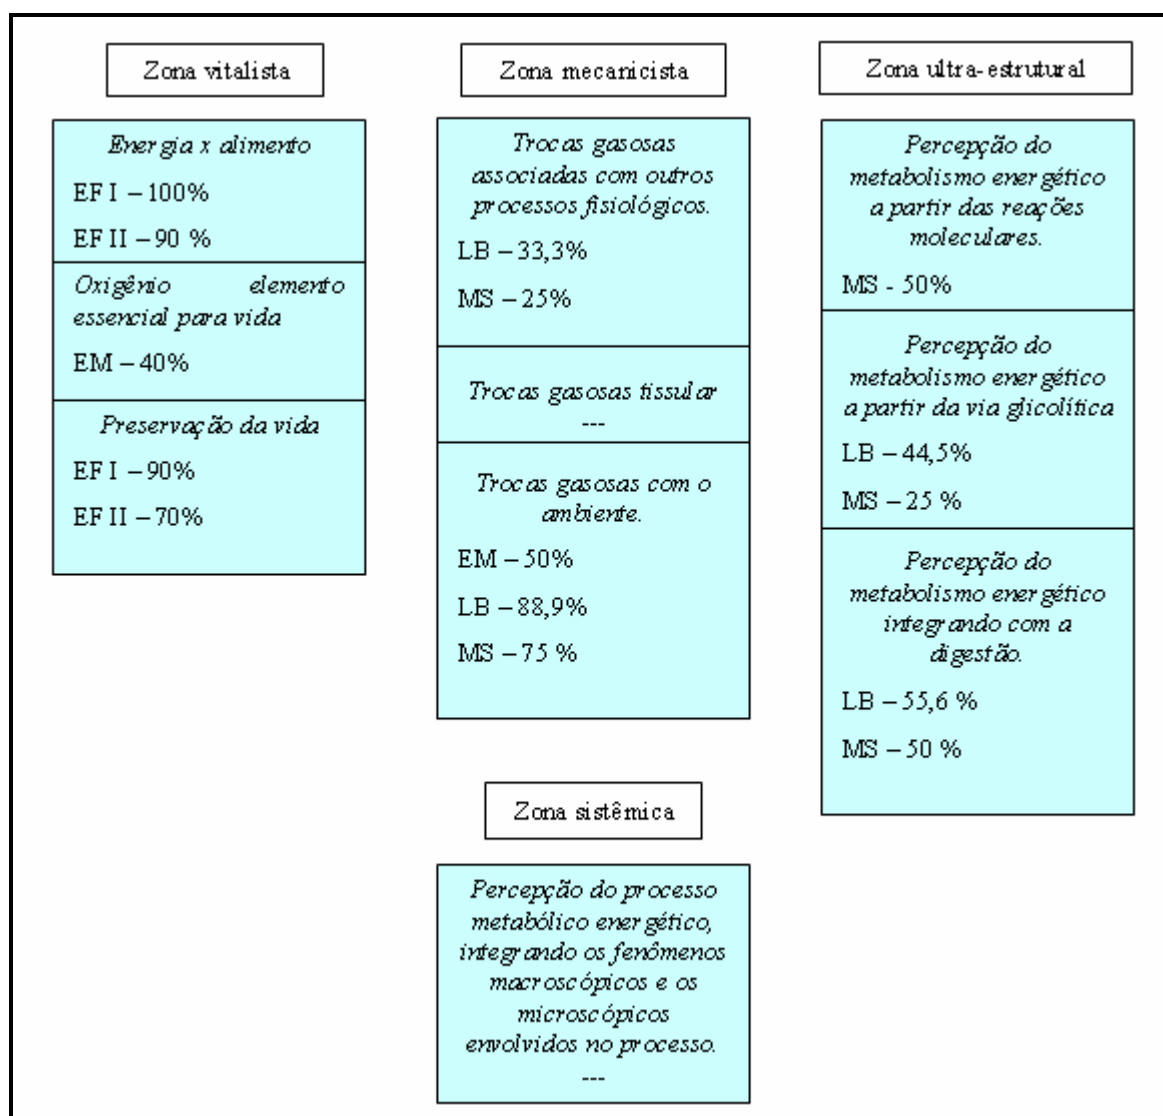 Zona vitalista
Energia x alimento
EF I – 100%
EF II – 90 %
Oxigênio elemento
essencial para vida
EM – 40%
Preservação da vida
EF I – 90%
EF II – 70%
Zona mecanicista
Trocas gasosas
associadas com outros
processos fisiológicos.
LB – 33,3%
MS – 25%
Trocas gasosas tissular
---
Trocas gasosas com o
ambiente.
EM – 50%
LB – 88,9%
MS – 75 %
Zona ultra-estrutural
Percepção do
metabolismo energético
a partir das reações
moleculares.
MS - 50%
Percepção do
metabolismo energético
a partir da via glicolítica
LB – 44,5%
MS – 25 %
Percepção do
metabolismo energético
integrando com a
digestão.
LB – 55,6 %
MS – 50 %
Zona sistêmica
Percepção do processo
metabólico energético,
integrando os fenômenos
macroscópicos e os
microscópicos
envolvidos no processo.
---